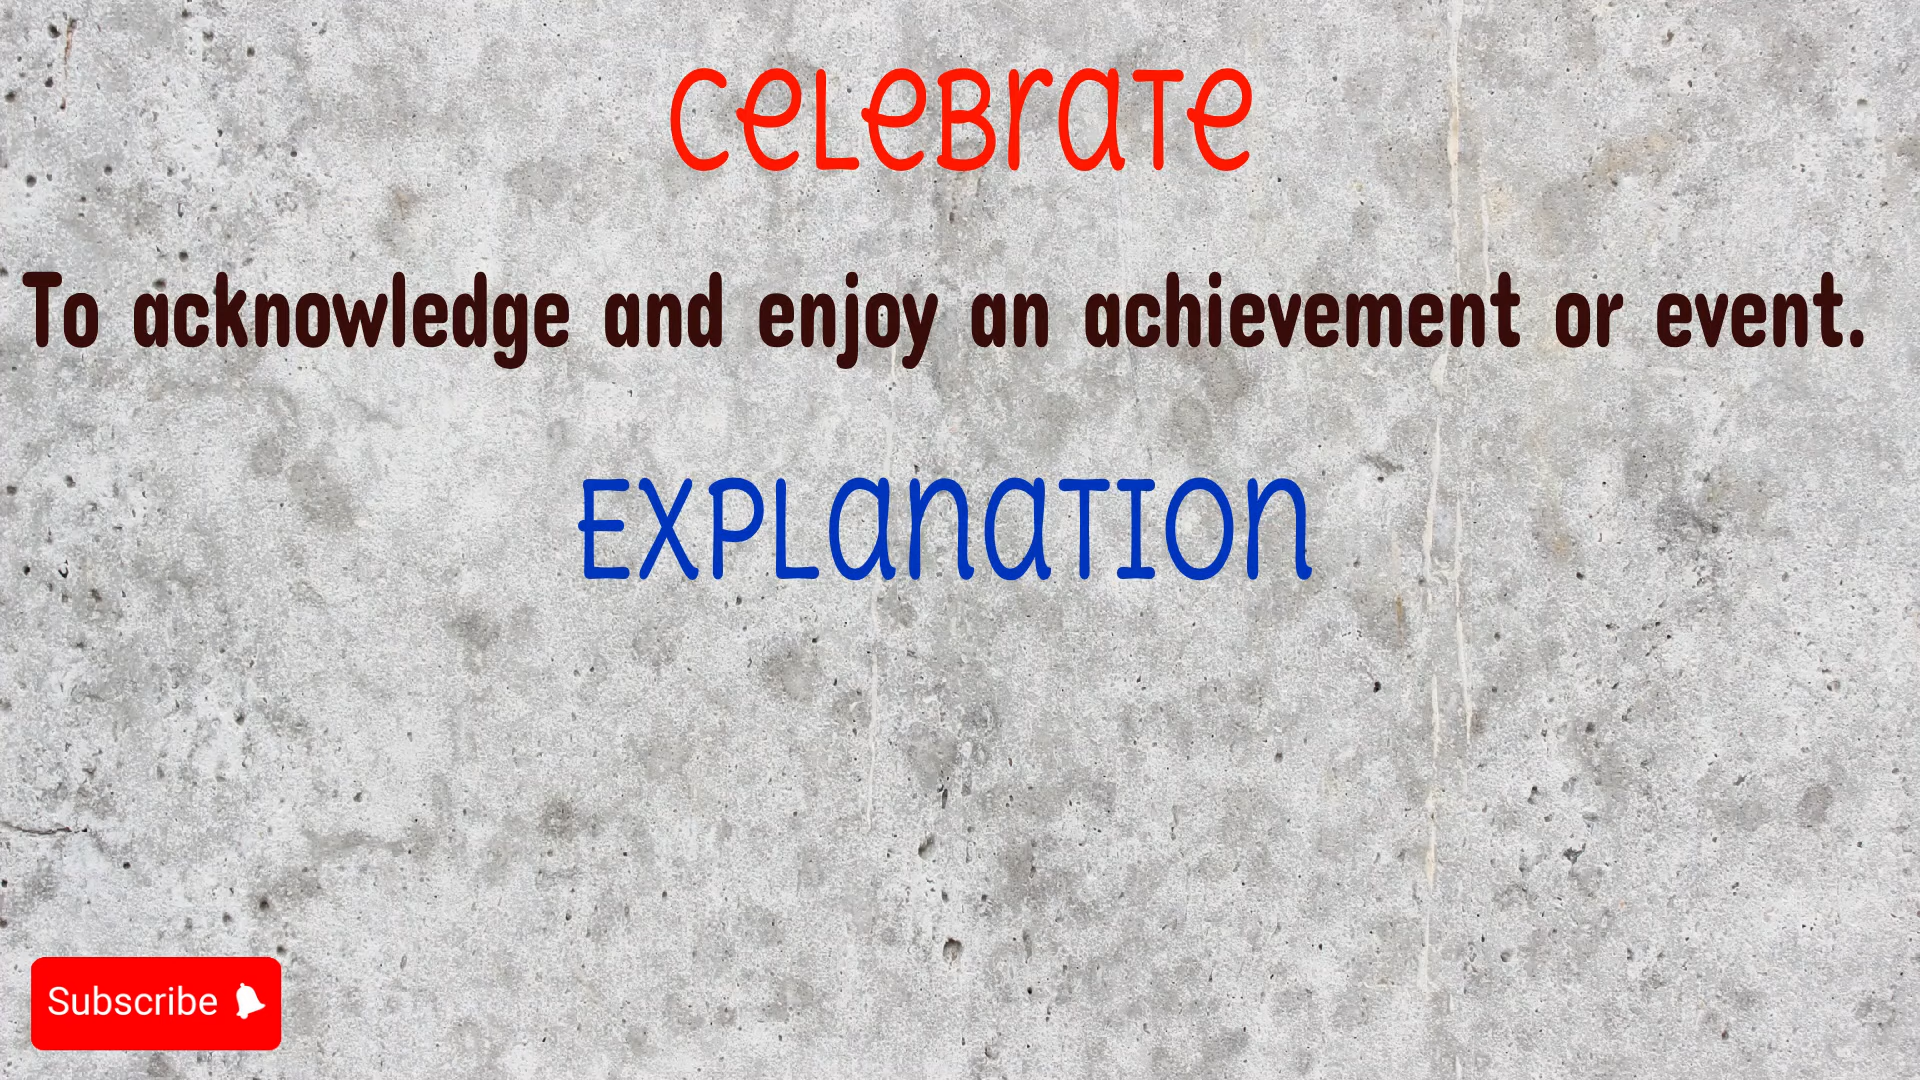 CeLeBraTe
To acknowledge and enjoy an achievement or event.
EXPLanaTION
Subscribe